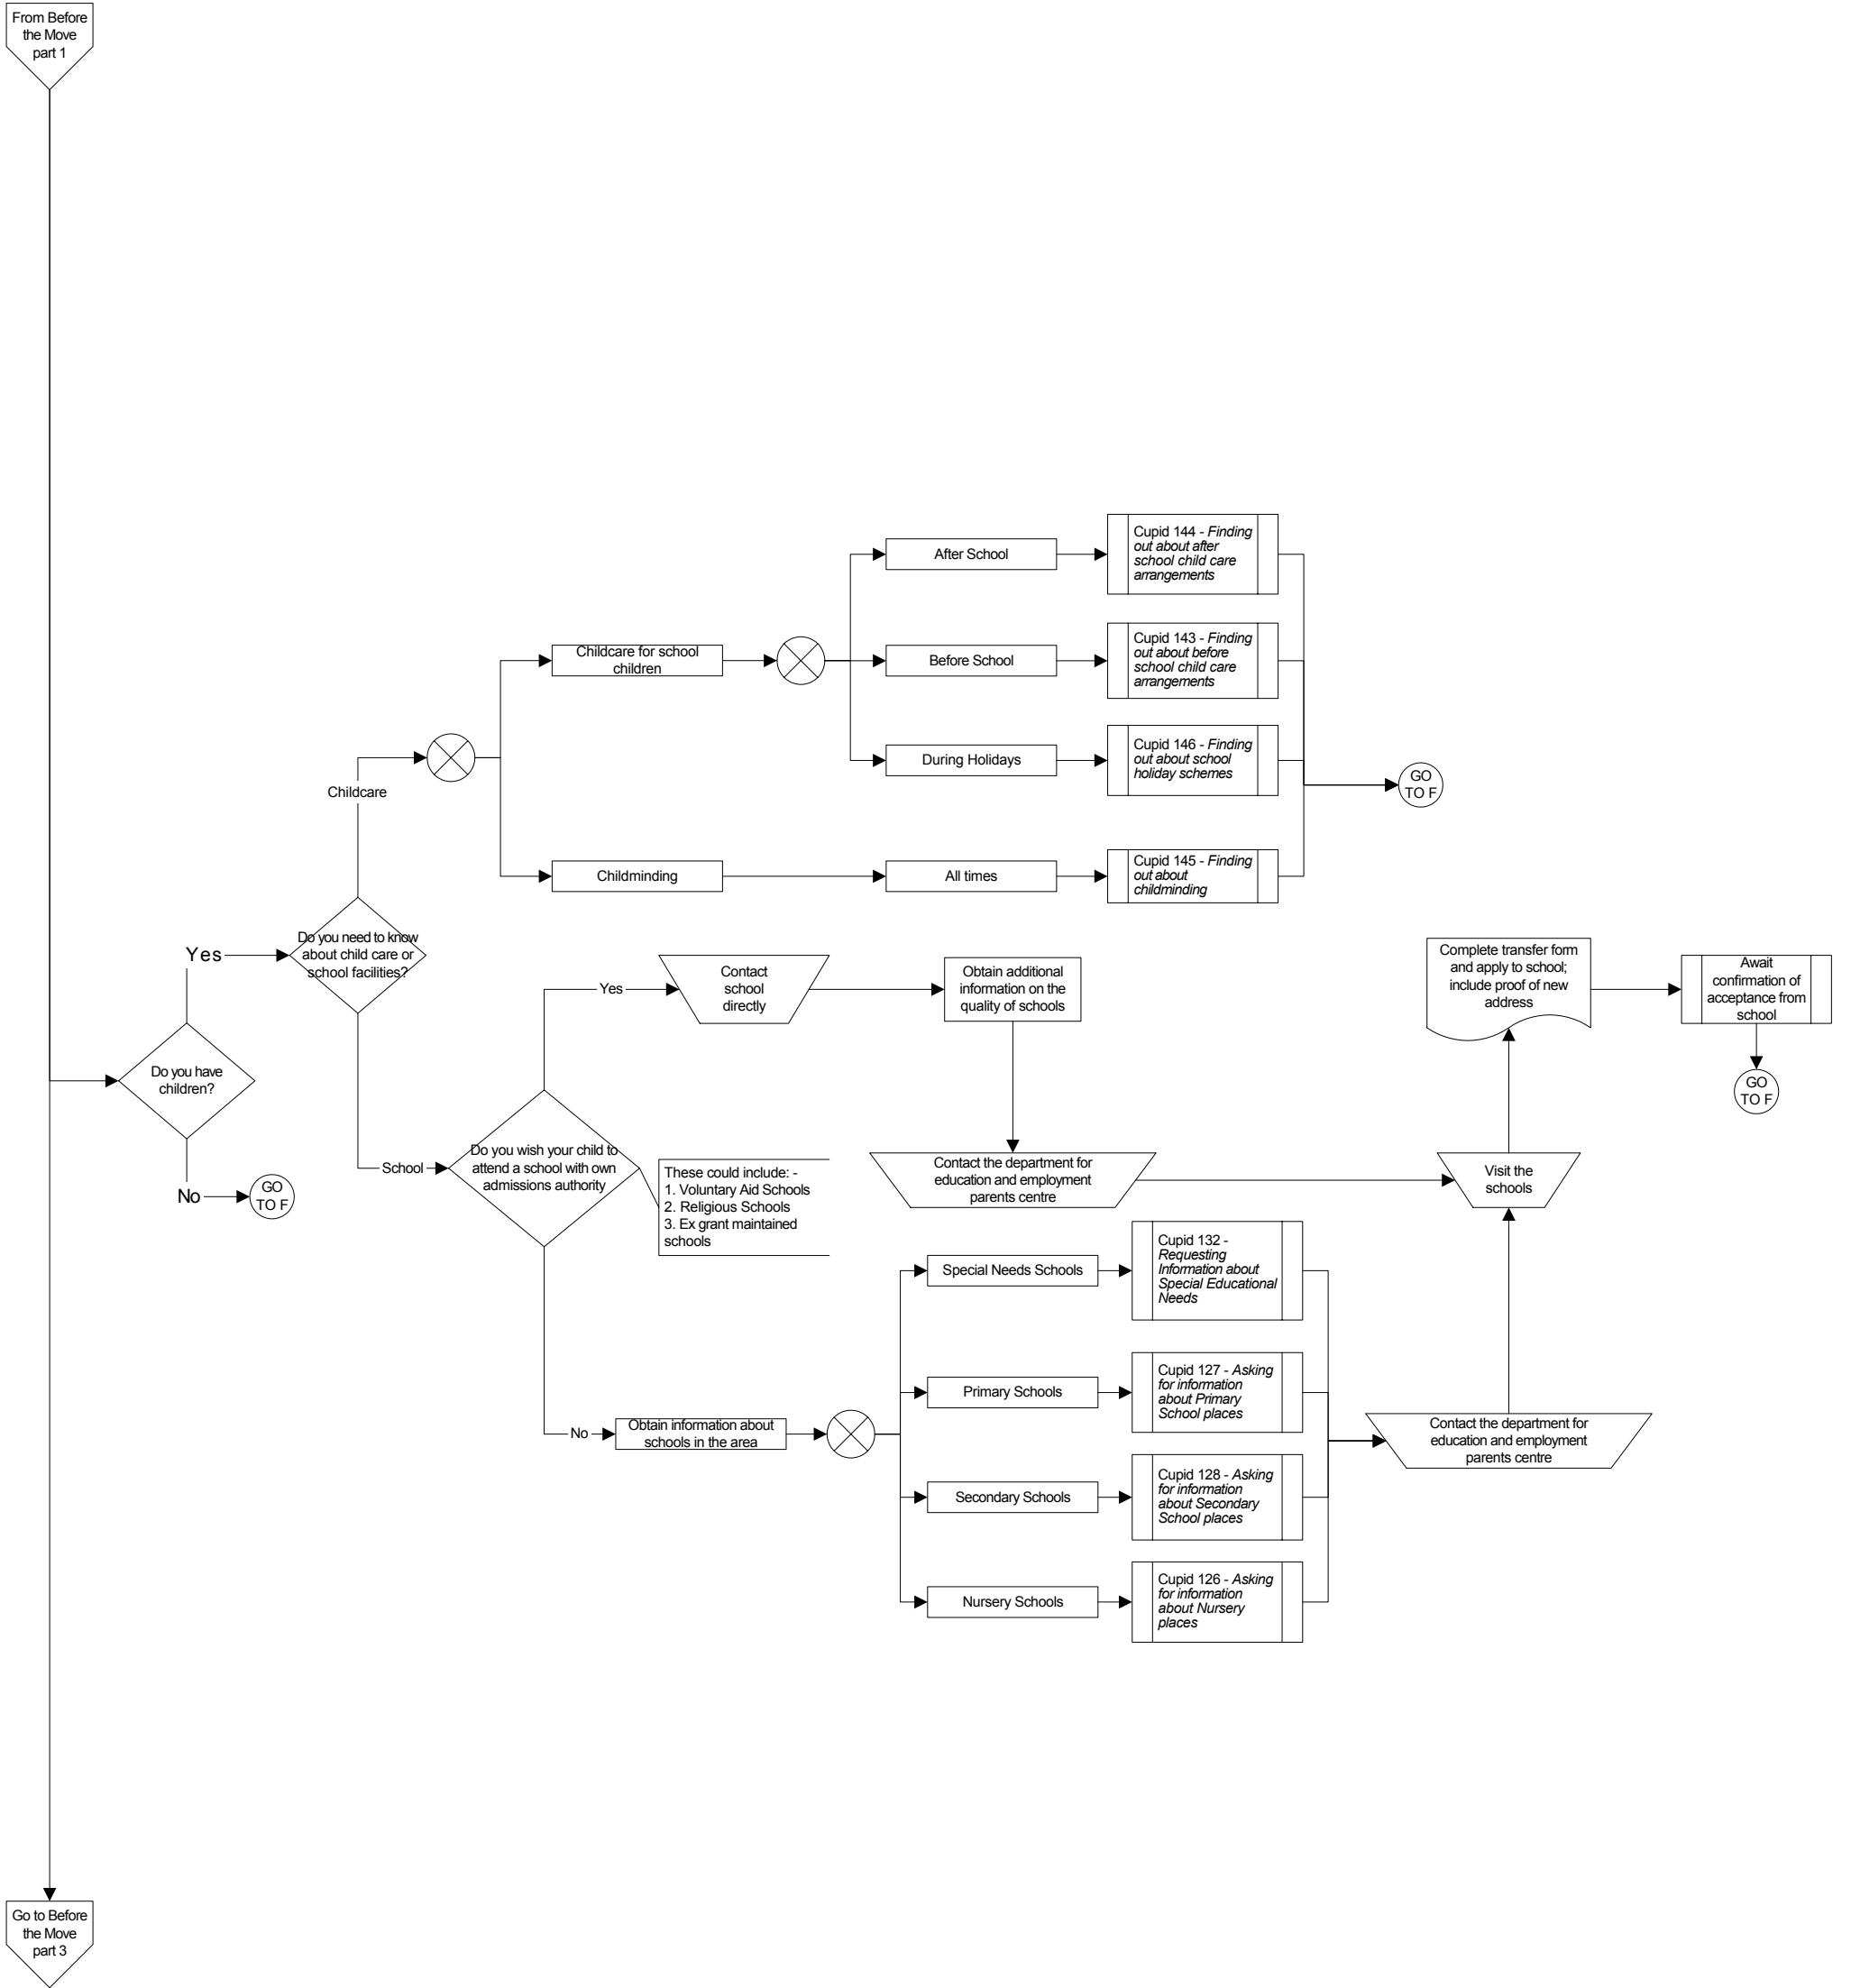 From Before
the Move
part 1
After School
Cupid 144 - Finding
out about after
school child care
arrangements
Childcare for school
children
Before School
Cupid 143 - Finding
out about before
school child care
arrangements
During Holidays
Cupid 146 - Finding
out about school
holiday schemes
GO
TO F
Childcare
Childminding
All times
Cupid 145 - Finding
out about
childminding
Yes
Do you need to know
about child care or
school facilities?
Yes
Contact
school
directly
Obtain additional
information on the
quality of schools
Complete transfer form
and apply to school;
include proof of new
address
Await
confirmation of
acceptance from
school
Do you have
children?
GO
TO F
No
GO
TO F
School
Do you wish your child to
attend a school with own
admissions authority
These could include: -
1. Voluntary Aid Schools
2. Religious Schools
3. Ex grant maintained
schools
Contact the department for
education and employment
parents centre
Visit the
schools
Special Needs Schools
Cupid 132 -
Requesting
Information about
Special Educational
Needs
Primary Schools
Cupid 127 - Asking
for information
about Primary
School places
No
Obtain information about
schools in the area
Contact the department for
education and employment
parents centre
Secondary Schools
Cupid 128 - Asking
for information
about Secondary
School places
Nursery Schools
Cupid 126 - Asking
for information
about Nursery
places
Go to Before
the Move
part 3